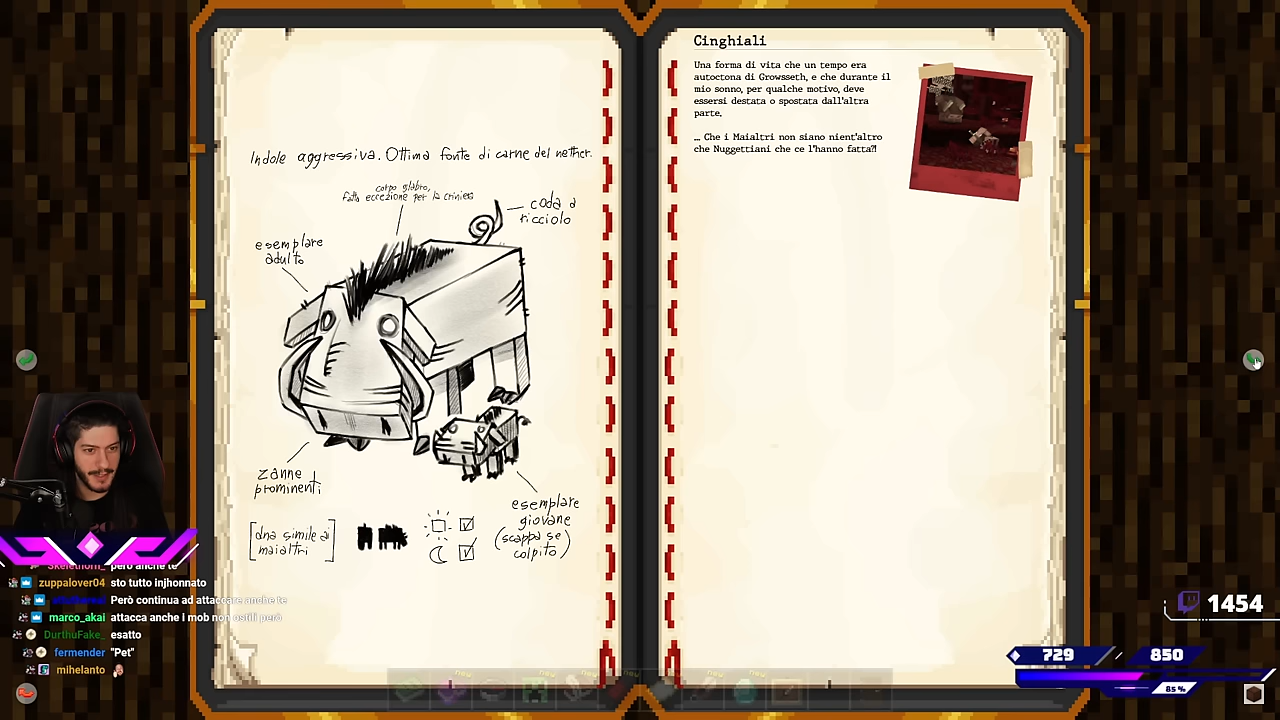 Indole aggressiva. Ottima fonte di carne del nether.
corpo glabro,
fatta eccezione per la criniera
coda a
ricciolo
esemplare
adulto
zanne
prominenti
esemplare
giovane
(scappa se
colpito)
[dna simile ai
maialtri]
Cinghiali
Una forma di vita che un tempo era
autoctona di Growsseth, e che durante il
mio sonno, per qualche motivo, deve
essersi destata o spostata dall'altra
parte.
... Che i Maialtri non siano nient'altro
che Nuggettiani che ce l'hanno fatta?!
però anche te
zuppalover04 sto tutto injhonnato
Però continua ad attaccare anche te
marco_akai attacca anche i mob non ostili però
DurthuFake_ esatto
fermender "Pet"
mihelanto
1454
729 / 850
85 %